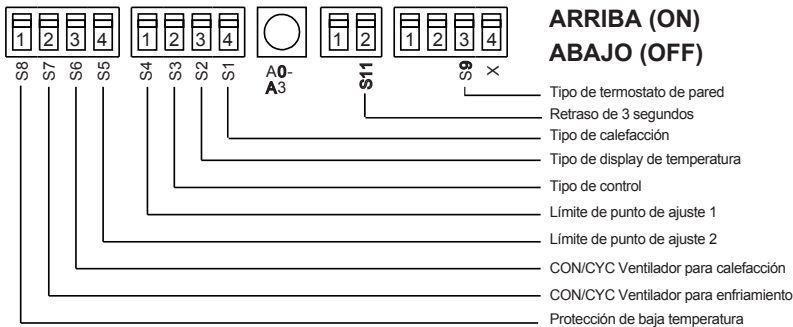 ARRIBA (ON)
ABAJO (OFF)
1 2 3 4
1 2 3 4
1 2
1 2 3 4
S8 S7 S6 S5
S4 S3 S2 S1
A0-
A3
S11
S9 X
Tipo de termostato de pared
Retraso de 3 segundos
Tipo de calefacción
Tipo de display de temperatura
Tipo de control
Límite de punto de ajuste 1
Límite de punto de ajuste 2
CON/CYC Ventilador para calefacción
CON/CYC Ventilador para enfriamiento
Protección de baja temperatura